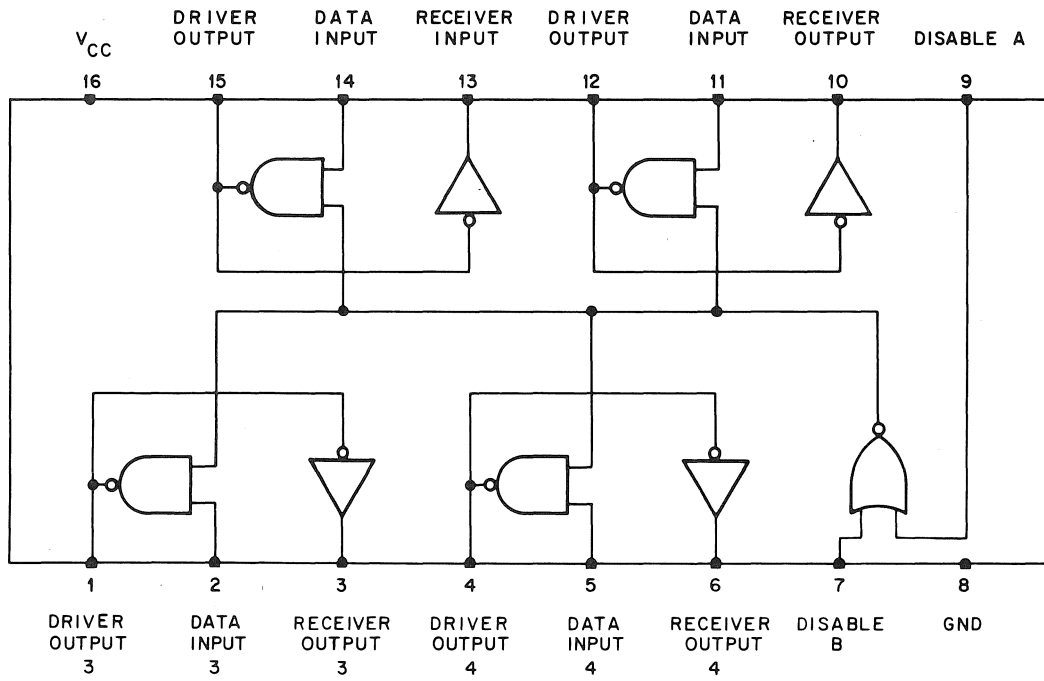 VCC
DRIVER
OUTPUT
DATA
INPUT
RECEIVER
INPUT
DRIVER
OUTPUT
DATA
INPUT
RECEIVER
OUTPUT
DISABLE A
16 15 14 13 12 11 10 9
1 2 3 4 5 6 7 8
DRIVER
OUTPUT
3
DATA
INPUT
3
RECEIVER
OUTPUT
3
DRIVER
OUTPUT
4
DATA
INPUT
4
RECEIVER
OUTPUT
4
DISABLE
B
GND